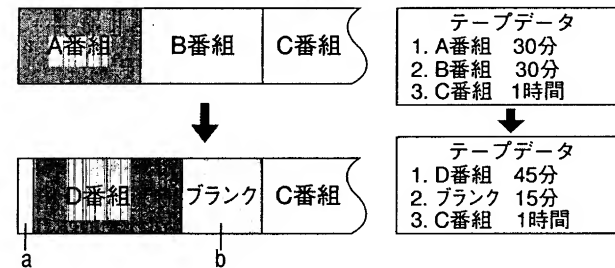 A番組 B番組 C番組
テープデータ
1. A番組 30分
2. B番組 30分
3. C番組 1時間
D番組 ブランク C番組
a b
テープデータ
1. D番組 45分
2. ブランク 15分
3. C番組 1時間